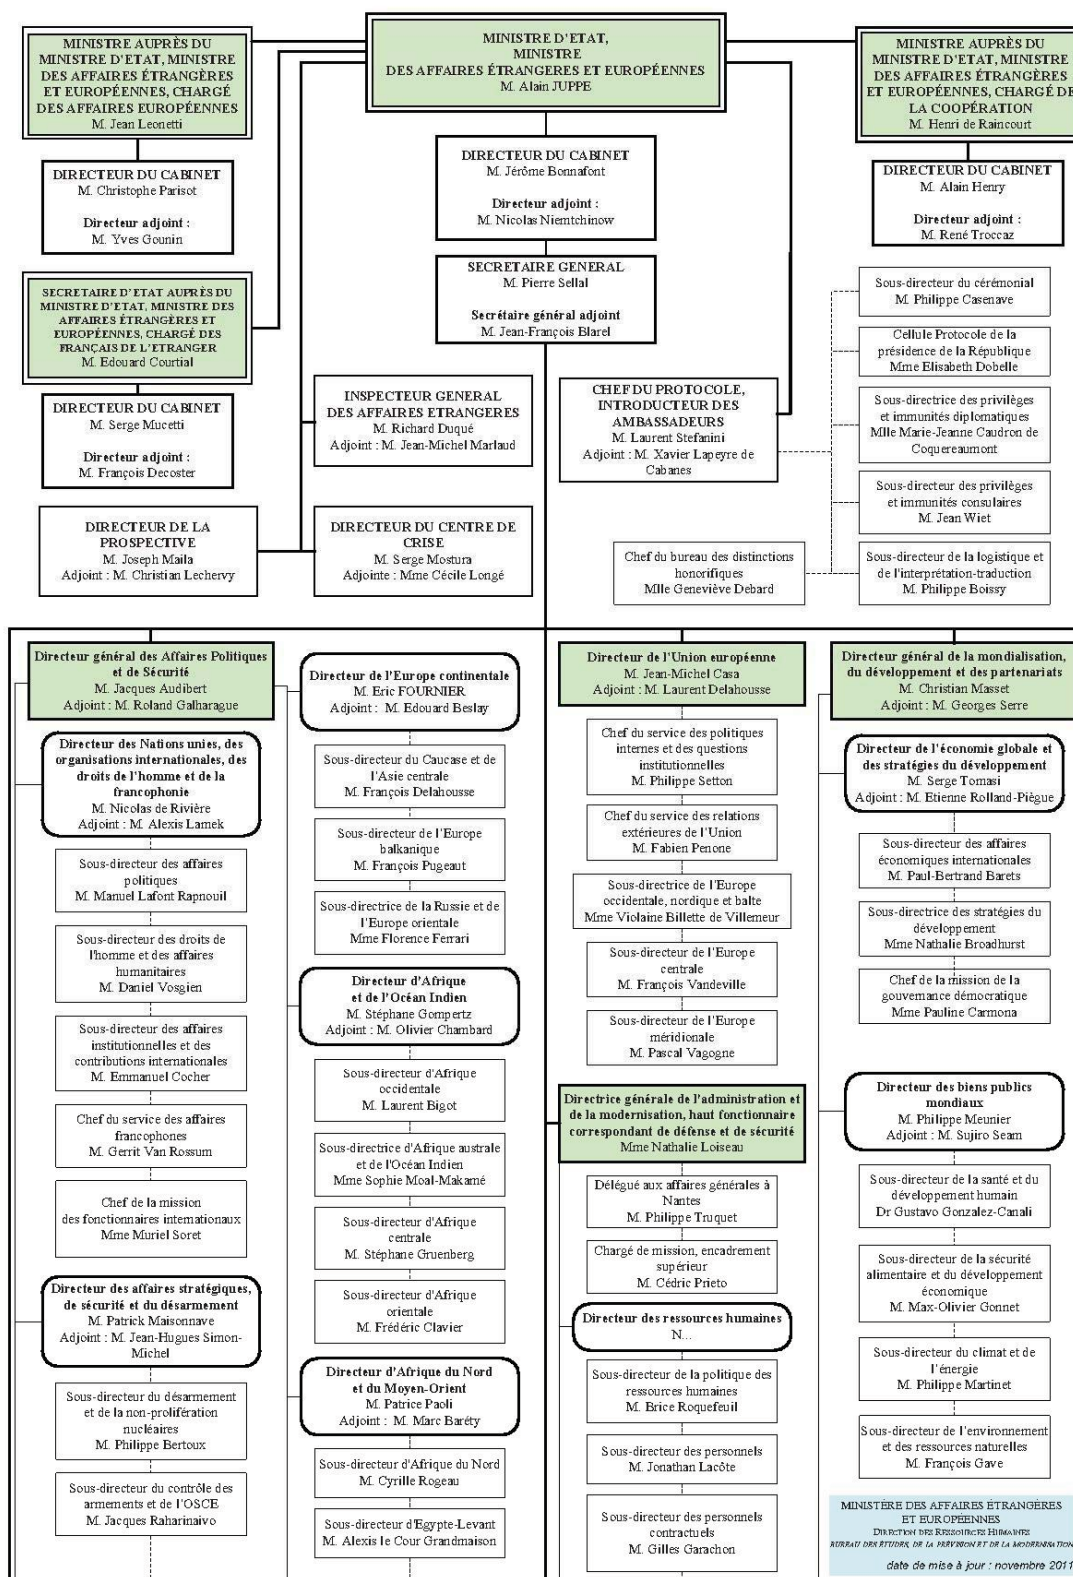 MINISTRE AUPRÈS DU
MINISTRE D'ETAT, MINISTRE
DES AFFAIRES ÉTRANGÈRES
ET EUROPÉENNES, CHARGÉ
DES AFFAIRES EUROPÉENNES
M. Jean Leonetti
MINISTRE D'ETAT,
MINISTRE
DES AFFAIRES ÉTRANGERES ET EUROPÉENNES
M. Alain JUPPE
MINISTRE AUPRÈS DU
MINISTRE D'ETAT, MINISTRE
DES AFFAIRES ÉTRANGÈRES
ET EUROPÉENNES, CHARGÉ DE
LA COOPÉRATION
M. Henri de Raincourt
DIRECTEUR DU CABINET
M. Christophe Parisot
Directeur adjoint :
M. Yves Gounin
DIRECTEUR DU CABINET
M. Jérôme Bonnafont
Directeur adjoint :
M. Nicolas Niemtchinow
DIRECTEUR DU CABINET
M. Alain Henry
Directeur adjoint :
M. René Troccaz
SECRETAIRE D'ETAT AUPRÈS DU
MINISTRE D'ETAT, MINISTRE DES
AFFAIRES ÉTRANGÈRES ET
EUROPÉENNES, CHARGÉ DES
FRANÇAIS DE L'ETRANGER
M. Edouard Courtial
SECRETAIRE GENERAL
M. Pierre Sellal
Secrétaire général adjoint
M. Jean-François Blarel
DIRECTEUR DU CABINET
M. Serge Mucetti
Directeur adjoint :
M. François Decoster
INSPECTEUR GENERAL
DES AFFAIRES ETRANGERES
M. Richard Duqué
Adjoint : M. Jean-Michel Marlaud
CHEF DU PROTOCOLE,
INTRODUCTEUR DES
AMBASSADEURS
M. Laurent Stefanini
Adjoint : M. Xavier Lapeyre de
Cabanes
Sous-directeur du cérémonial
M. Philippe Casenave
Cellule Protocole de la
présidence de la République
Mme Elisabeth Dobelle
Sous-directrice des privilèges
et immunités diplomatiques
Mlle Marie-Jeanne Caudron de
Coquereaumont
Sous-directeur des privilèges
et immunités consulaires
M. Jean Wiet
Sous-directeur de la logistique et
de l'interprétation-traduction
M. Philippe Boissy
DIRECTEUR DE LA
PROSPECTIVE
M. Joseph Maila
Adjoint : M. Christian Lechervy
DIRECTEUR DU CENTRE DE
CRISE
M. Serge Mostura
Adjointe : Mme Cécile Longé
Chef du bureau des distinctions
honorifiques
Mlle Geneviève Debard
Directeur général des Affaires Politiques
et de Sécurité
M. Jacques Audibert
Adjoint : M. Roland Galharague
Directeur des Nations unies, des
organisations internationales, des
droits de l'homme et de la
francophonie
M. Nicolas de Rivière
Adjoint : M. Alexis Lamek
Sous-directeur des affaires
politiques
M. Manuel Lafont Rapnouil
Sous-directeur des droits de
l'homme et des affaires
humanitaires
M. Daniel Vosgien
Sous-directeur des affaires
institutionnelles et des
contributions internationales
M. Emmanuel Cocher
Chef du service des affaires
francophones
M. Gerrit Van Rossum
Chef de la mission
des fonctionnaires internationaux
Mme Muriel Soret
Directeur des affaires stratégiques,
de sécurité et du désarmement
M. Patrick Maisonnave
Adjoint : M. Jean-Hugues Simon-
Michel
Sous-directeur du désarmement
et de la non-prolifération
nucléaires
M. Philippe Bertoux
Sous-directeur du contrôle des
armements et de l'OSCE
M. Jacques Raharinaivo
Directeur de l'Europe continentale
M. Eric FOURNIER
Adjoint : M. Edouard Beslay
Sous-directeur du Caucase et de
l'Asie centrale
M. François Delahousse
Sous-directeur de l'Europe
balkanique
M. François Pugeaut
Sous-directrice de la Russie et de
l'Europe orientale
Mme Florence Ferrari
Directeur d'Afrique
et de l'Océan Indien
M. Stéphane Gompertz
Adjoint : M. Olivier Chambard
Sous-directeur d'Afrique
occidentale
M. Laurent Bigot
Sous-directrice d'Afrique australe
et de l'Océan Indien
Mme Sophie Moal-Makamé
Sous-directeur d'Afrique
centrale
M. Stéphane Gruenberg
Sous-directeur d'Afrique
orientale
M. Frédéric Clavier
Directeur d'Afrique du Nord
et du Moyen-Orient
M. Patrice Paoli
Adjoint : M. Marc Baréty
Sous-directeur d'Afrique du Nord
M. Cyrille Rogeau
Sous-directeur d'Egypte-Levant
M. Alexis le Cour Grandmaison
Directeur de l'Union européenne
M. Jean-Michel Casa
Adjoint : M. Laurent Delahousse
Chef du service des politiques
internes et des questions
institutionnelles
M. Philippe Setton
Chef du service des relations
extérieures de l'Union
M. Fabien Penone
Sous-directrice de l'Europe
occidentale, nordique et balte
Mme Violaine Billette de Villemeur
Sous-directeur de l'Europe
centrale
M. François Vandeville
Sous-directeur de l'Europe
méridionale
M. Pascal Vagogne
Directrice générale de l'administration et
de la modernisation, haut fonctionnaire
correspondant de défense et de sécurité
Mme Nathalie Loiseau
Délégué aux affaires générales à
Nantes
M. Philippe Truquet
Chargé de mission, encadrement
supérieur
M. Cédric Prieto
Directeur des ressources humaines
N...
Sous-directeur de la politique des
ressources humaines
M. Brice Roquefeuil
Sous-directeur des personnels
M. Jonathan Lacôte
Sous-directeur des personnels
contractuels
M. Gilles Garachon
Directeur général de la mondialisation,
du développement et des partenariats
M. Christian Masset
Adjoint : M. Georges Serre
Directeur de l'économie globale et
des stratégies du développement
M. Serge Tomasi
Adjoint : M. Etienne Rolland-Piègue
Sous-directeur des affaires
économiques internationales
M. Paul-Bertrand Barets
Sous-directrice des stratégies du
développement
Mme Nathalie Broadhurst
Chef de la mission de la
gouvernance démocratique
Mme Pauline Carmona
Directeur des biens publics
mondiaux
M. Philippe Meunier
Adjoint : M. Sujiro Seam
Sous-directeur de la santé et du
développement humain
Dr Gustavo Gonzalez-Canali
Sous-directeur de la sécurité
alimentaire et du développement
économique
M. Max-Olivier Gonnet
Sous-directeur du climat et de
l'énergie
M. Philippe Martinet
Sous-directeur de l'environnement
et des ressources naturelles
M. François Gave
MINISTÈRE DES AFFAIRES ÉTRANGÈRES
ET EUROPÉENNES
DIRECTION DES RESSOURCES HUMAINES
BUREAU DES ÉTUDES, DE LA PRÉVISION ET DE LA MODERNISATION
date de mise à jour : novembre 2011